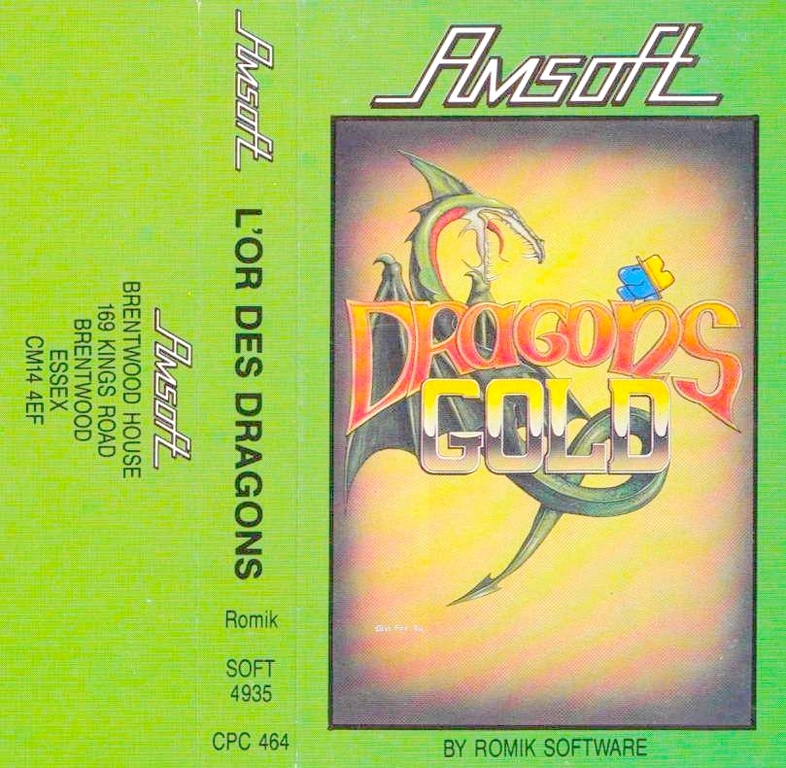 Amsoft
BRENTWOOD HOUSE
169 KINGS ROAD
BRENTWOOD
ESSEX
CM14 4EF
Amsoft
L'OR DES DRAGONS
Romik
SOFT
4935
CPC 464
Amsoft
DRAGONS
GOLD
BY ROMIK SOFTWARE